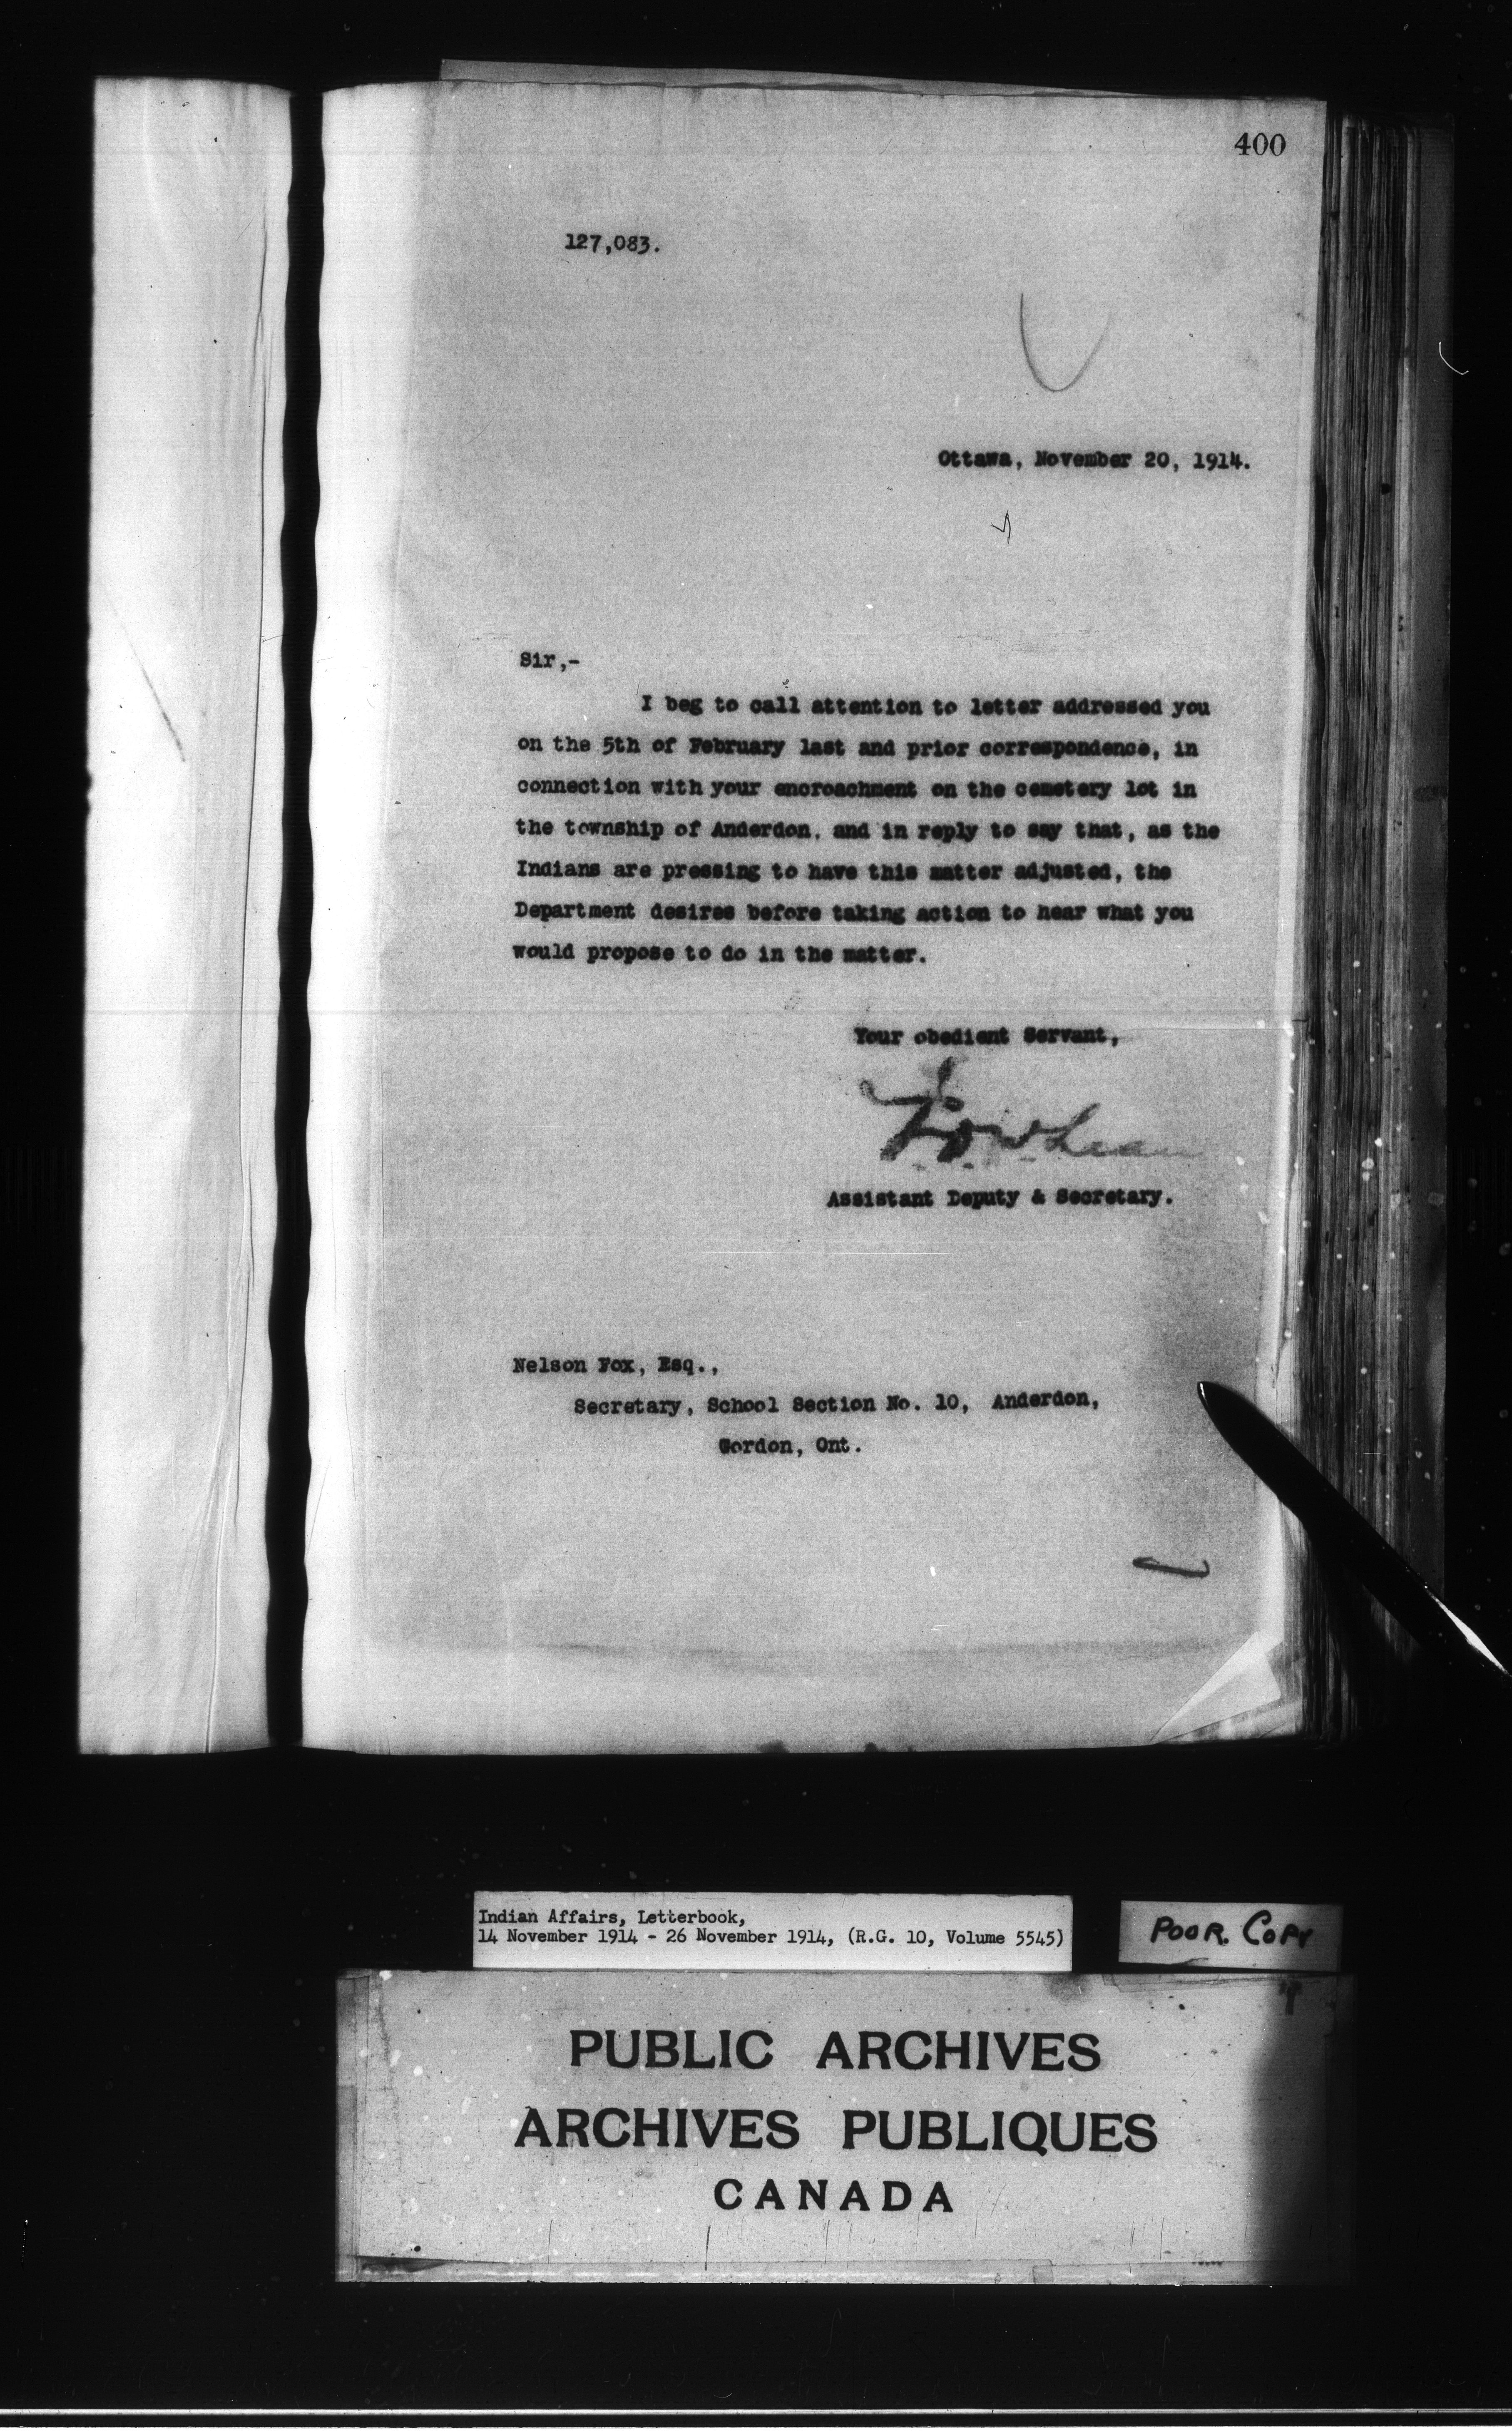 400
127,083.
Ottawa, November 20, 1914.
Sir,-
I beg to call attention to letter addressed you
on the 5th of February last and prior correspondence, in
connection with your encroachment on the cemetery lot in
the township of Anderdon. and in reply to say that, as the
Indians are pressing to have this matter adjusted, the
Department desires before taking action to hear what you
would propose to do in the matter.
Your obedient Servant,
Assistant Deputy & Secretary.
Nelson Fox, Esq.,
Secretary, School Section No. 10, Anderdon,
Gordon, Ont.
Indian Affairs, Letterbook,
14 November 1914 - 26 November 1914, (R.G. 10, Volume 5545)
POOR. COPY
PUBLIC ARCHIVES
ARCHIVES PUBLIQUES
CANADA